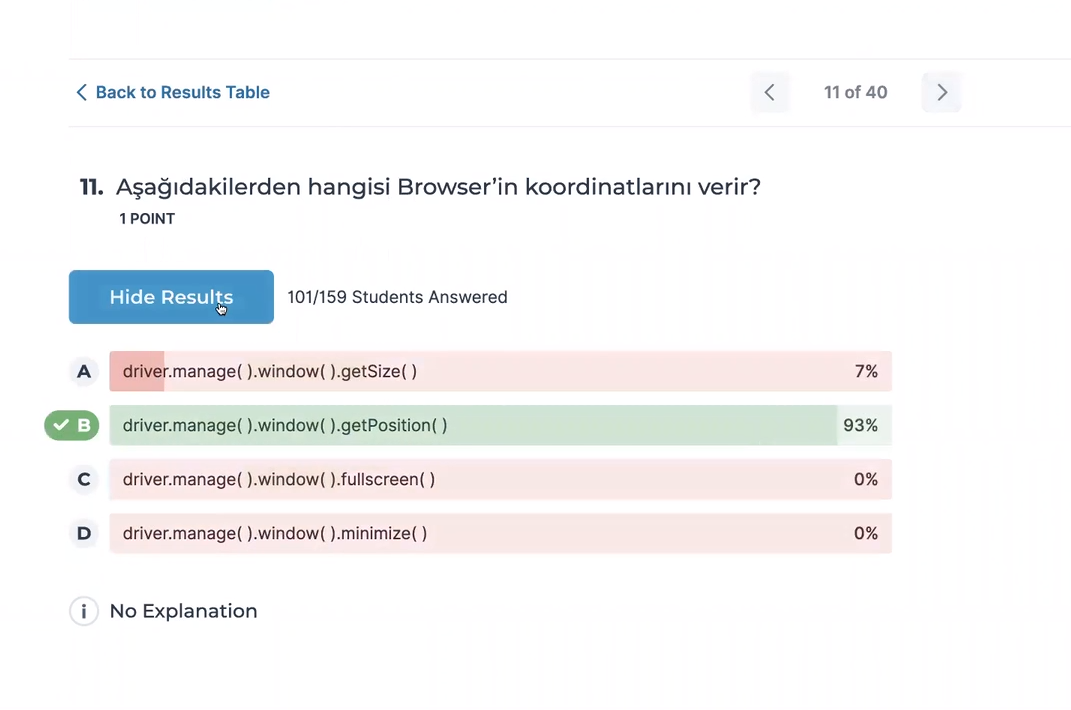 Back to Results Table
11 of 40
11. Aşağıdakilerden hangisi Browser’in koordinatlarını verir?
1 POINT
Hide Results 101/159 Students Answered
A driver.manage( ).window( ).getSize( ) 7%
B driver.manage( ).window( ).getPosition( ) 93%
C driver.manage( ).window( ).fullscreen( ) 0%
D driver.manage( ).window( ).minimize( ) 0%
i No Explanation